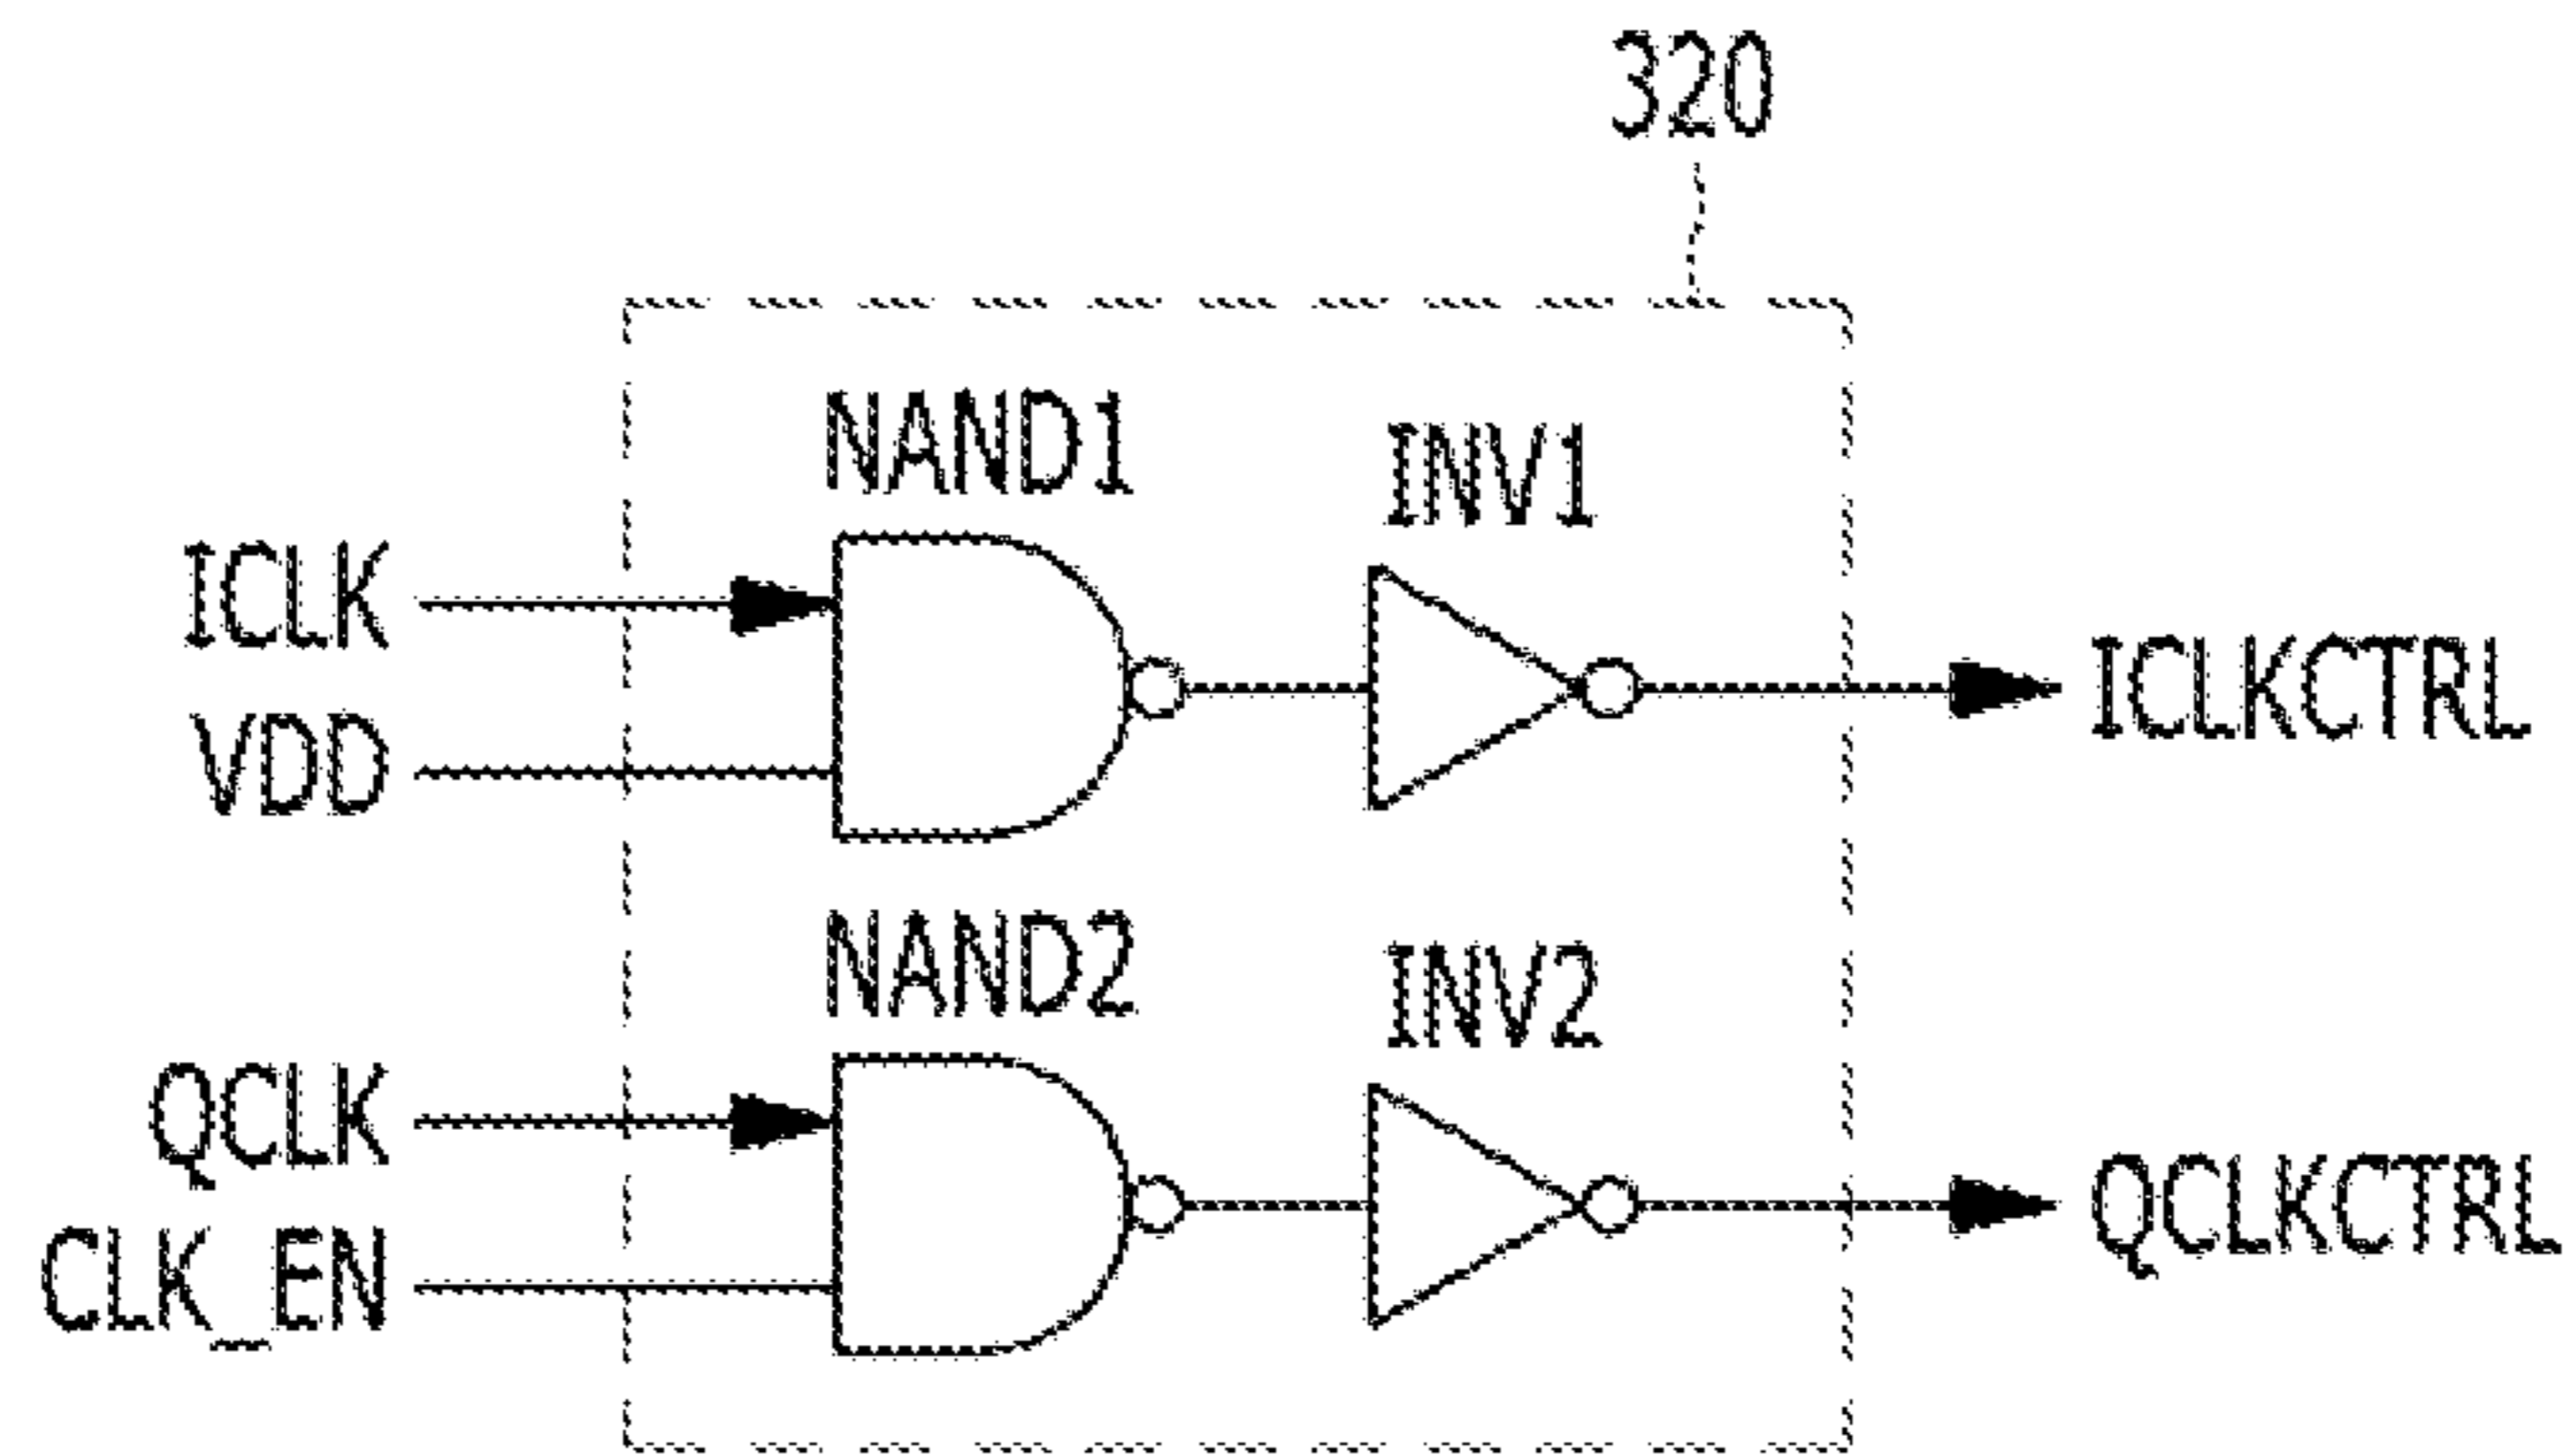 320
NAND1
INV1
ICLK
VDD
ICLKCTRL
NAND2
INV2
QCLK
CLK_EN
QCLKCTRL